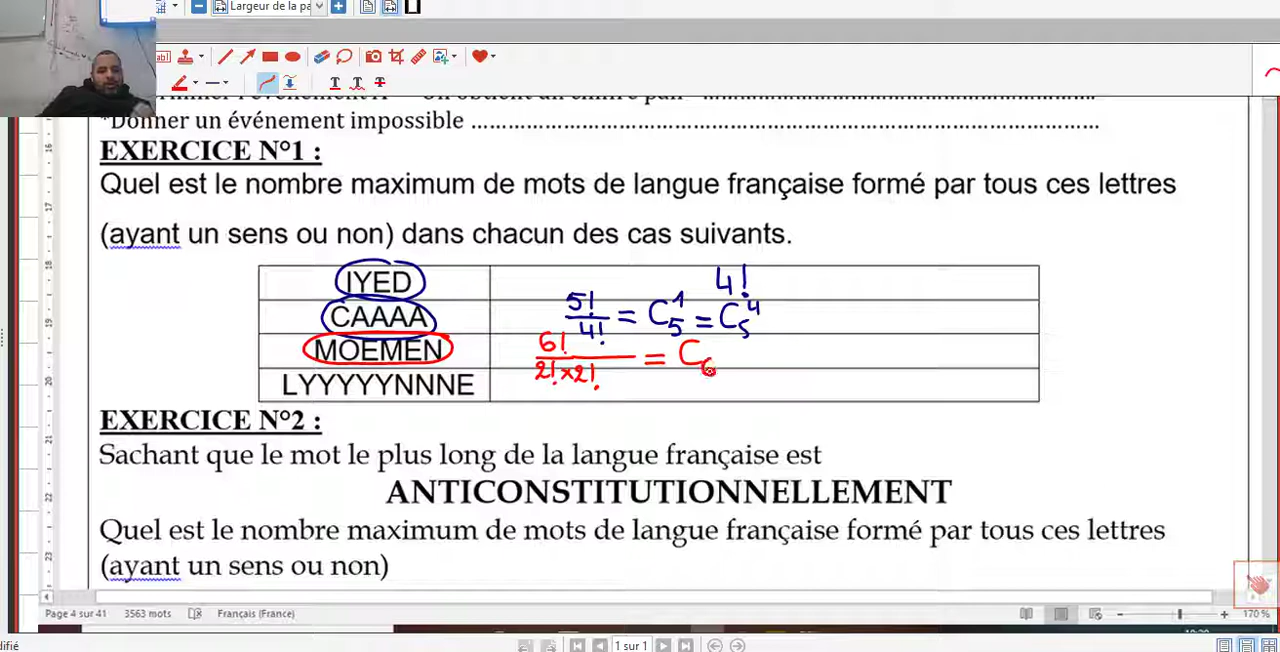 Largeur de la pa
*Donner un événement impossible ........................................................................
EXERCICE N°1 :
Quel est le nombre maximum de mots de langue française formé par tous ces lettres
(ayant un sens ou non) dans chacun des cas suivants.
IYED 4!
CAAAA 5!/4! = C₅¹ = C₅⁴
MOEMEN 6!/(2!×2!) = C₆
LYYYYYNNNE
EXERCICE N°2 :
Sachant que le mot le plus long de la langue française est
ANTICONSTITUTIONNELLEMENT
Quel est le nombre maximum de mots de langue française formé par tous ces lettres
(ayant un sens ou non)
Page 4 sur 41 3563 mots Français (France) 170 %
difié 1 sur 1